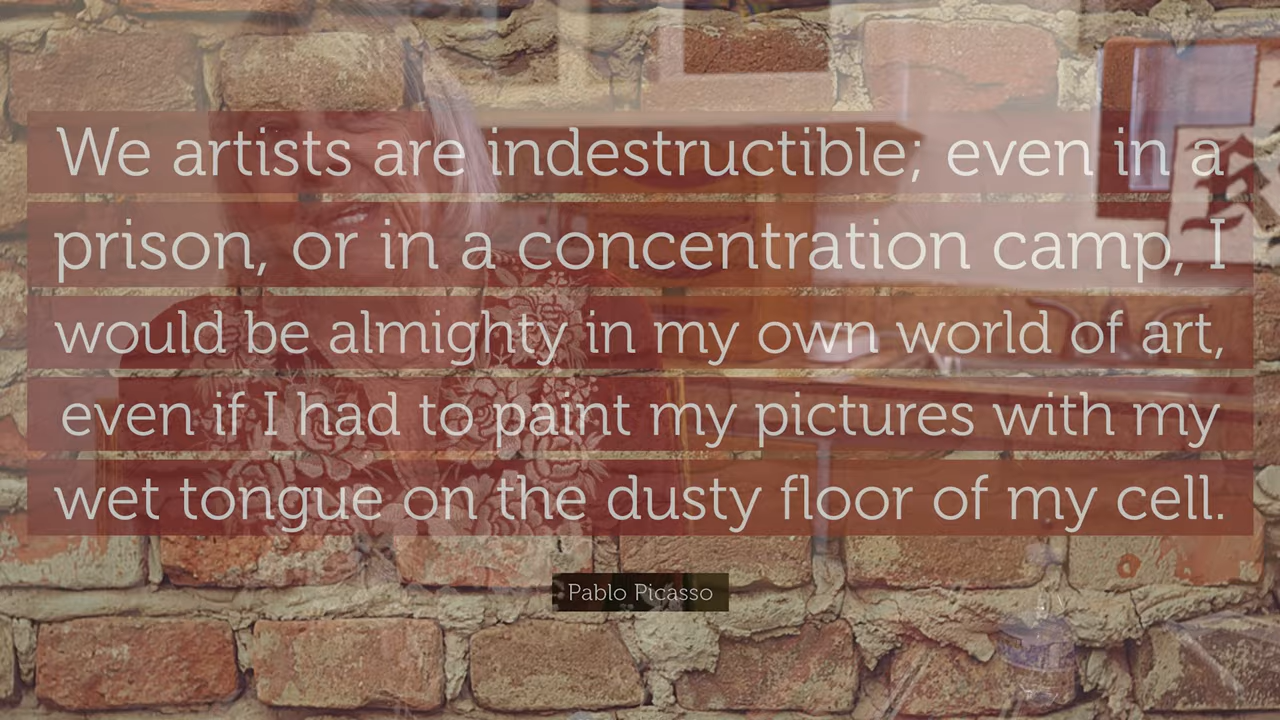 We artists are indestructible; even in a
prison, or in a concentration camp, I
would be almighty in my own world of art,
even if I had to paint my pictures with my
wet tongue on the dusty floor of my cell.
Pablo Picasso